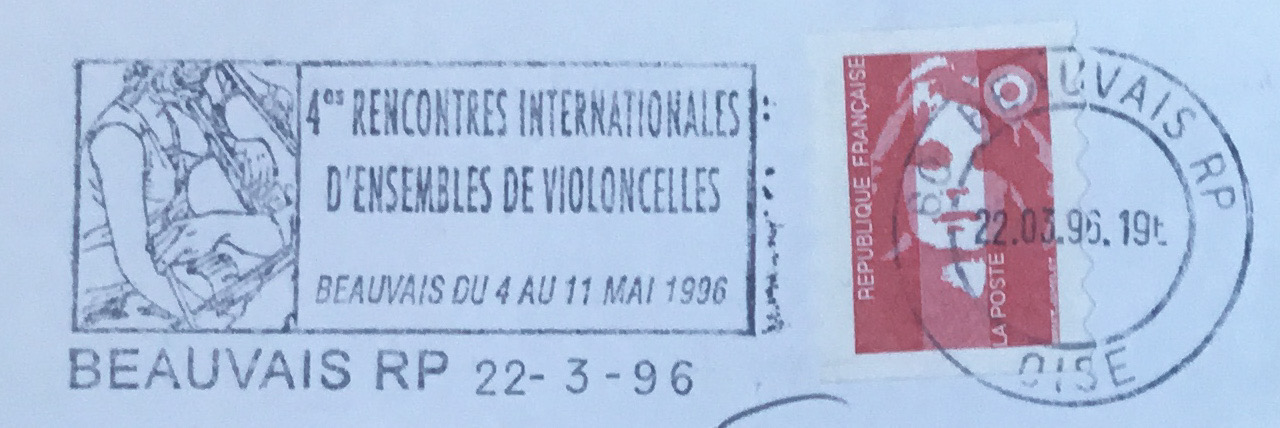 4es RENCONTRES INTERNATIONALES
D'ENSEMBLES DE VIOLONCELLES
BEAUVAIS DU 4 AU 11 MAI 1996
BEAUVAIS RP 22-3-96
REPUBLIQUE FRANÇAISE
LA POSTE
60 BEAUVAIS RP
22.03.96.19h
OISE